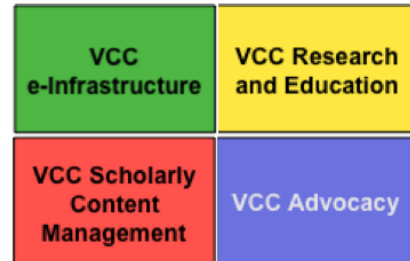 VCC
e-Infrastructure
VCC Research
and Education
VCC Scholarly
Content
Management
VCC Advocacy